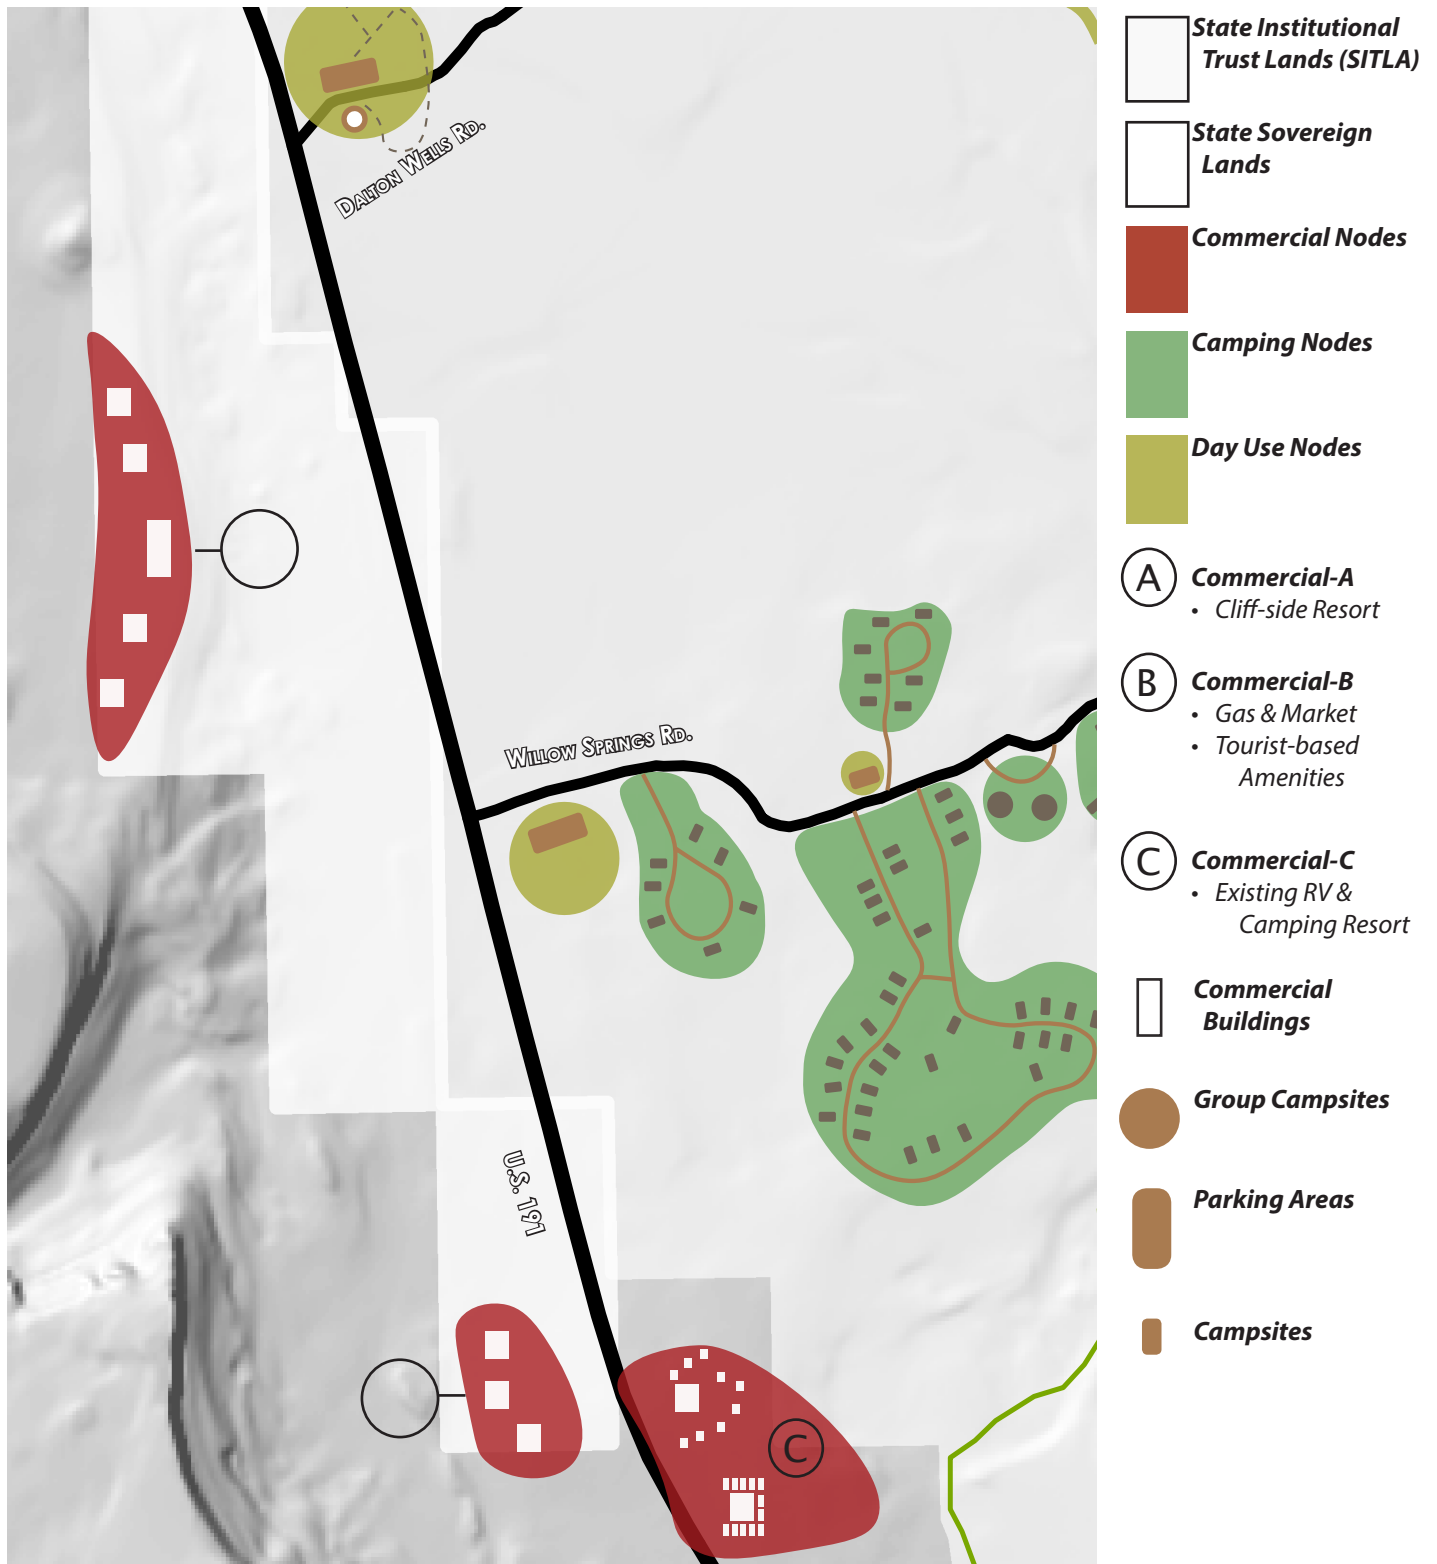 Dalton Wells Rd.
Willow Springs Rd.
U.S. 191
C
State Institutional
Trust Lands (SITLA)
State Sovereign
Lands
Commercial Nodes
Camping Nodes
Day Use Nodes
A
Commercial-A
• Cliff-side Resort
B
Commercial-B
• Gas & Market
• Tourist-based
Amenities
C
Commercial-C
• Existing RV &
Camping Resort
Commercial
Buildings
Group Campsites
Parking Areas
Campsites